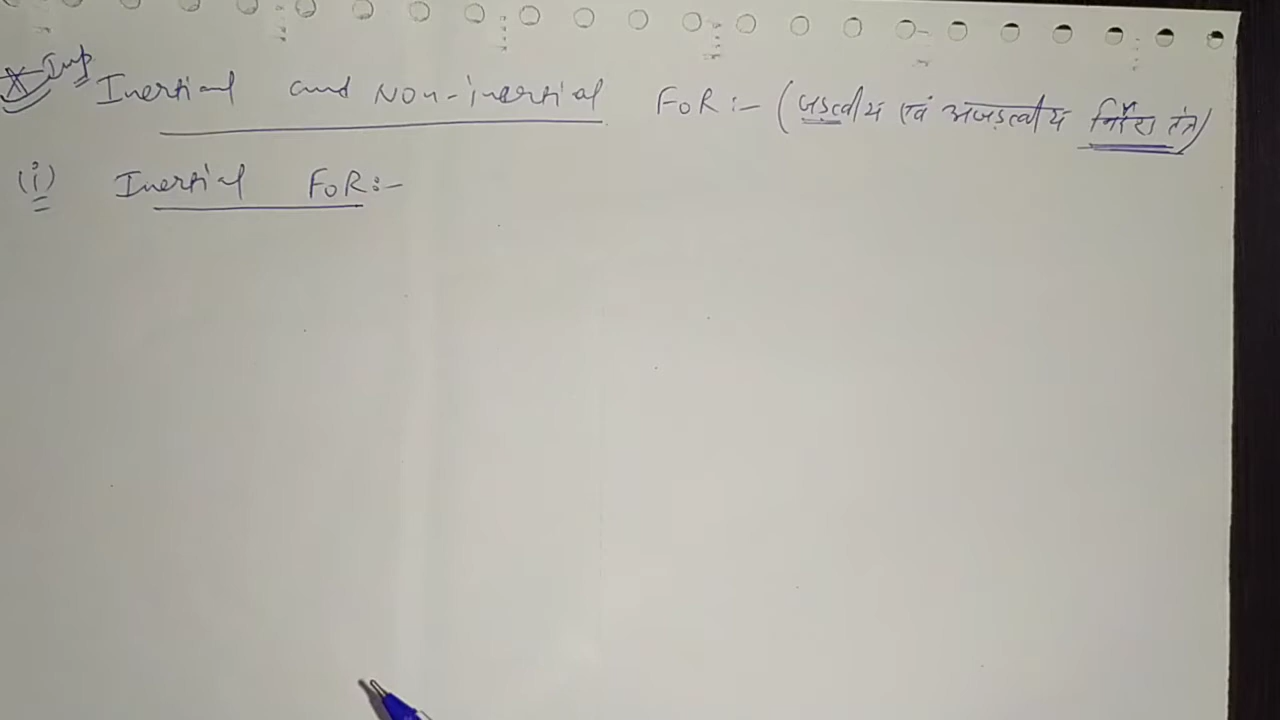 Imp Inertial and Non-inertial FoR:- (जड़त्वीय एवं अजड़त्वीय निर्देश तंत्र)
(i) Inertial FoR:-